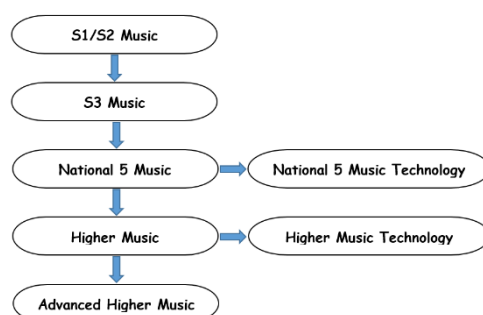 S1/S2 Music
S3 Music
National 5 Music
National 5 Music Technology
Higher Music
Higher Music Technology
Advanced Higher Music